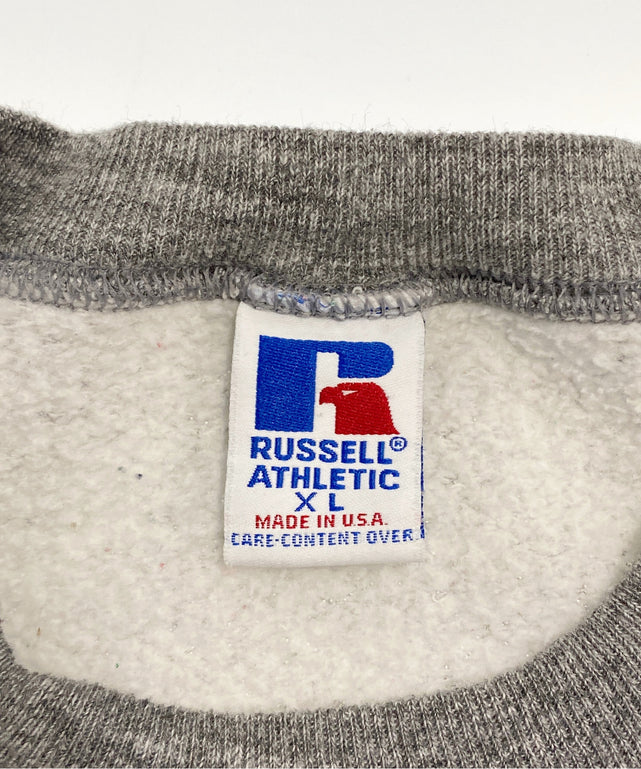 RUSSELL®
ATHLETIC
XL
MADE IN U.S.A.
CARE-CONTENT OVER